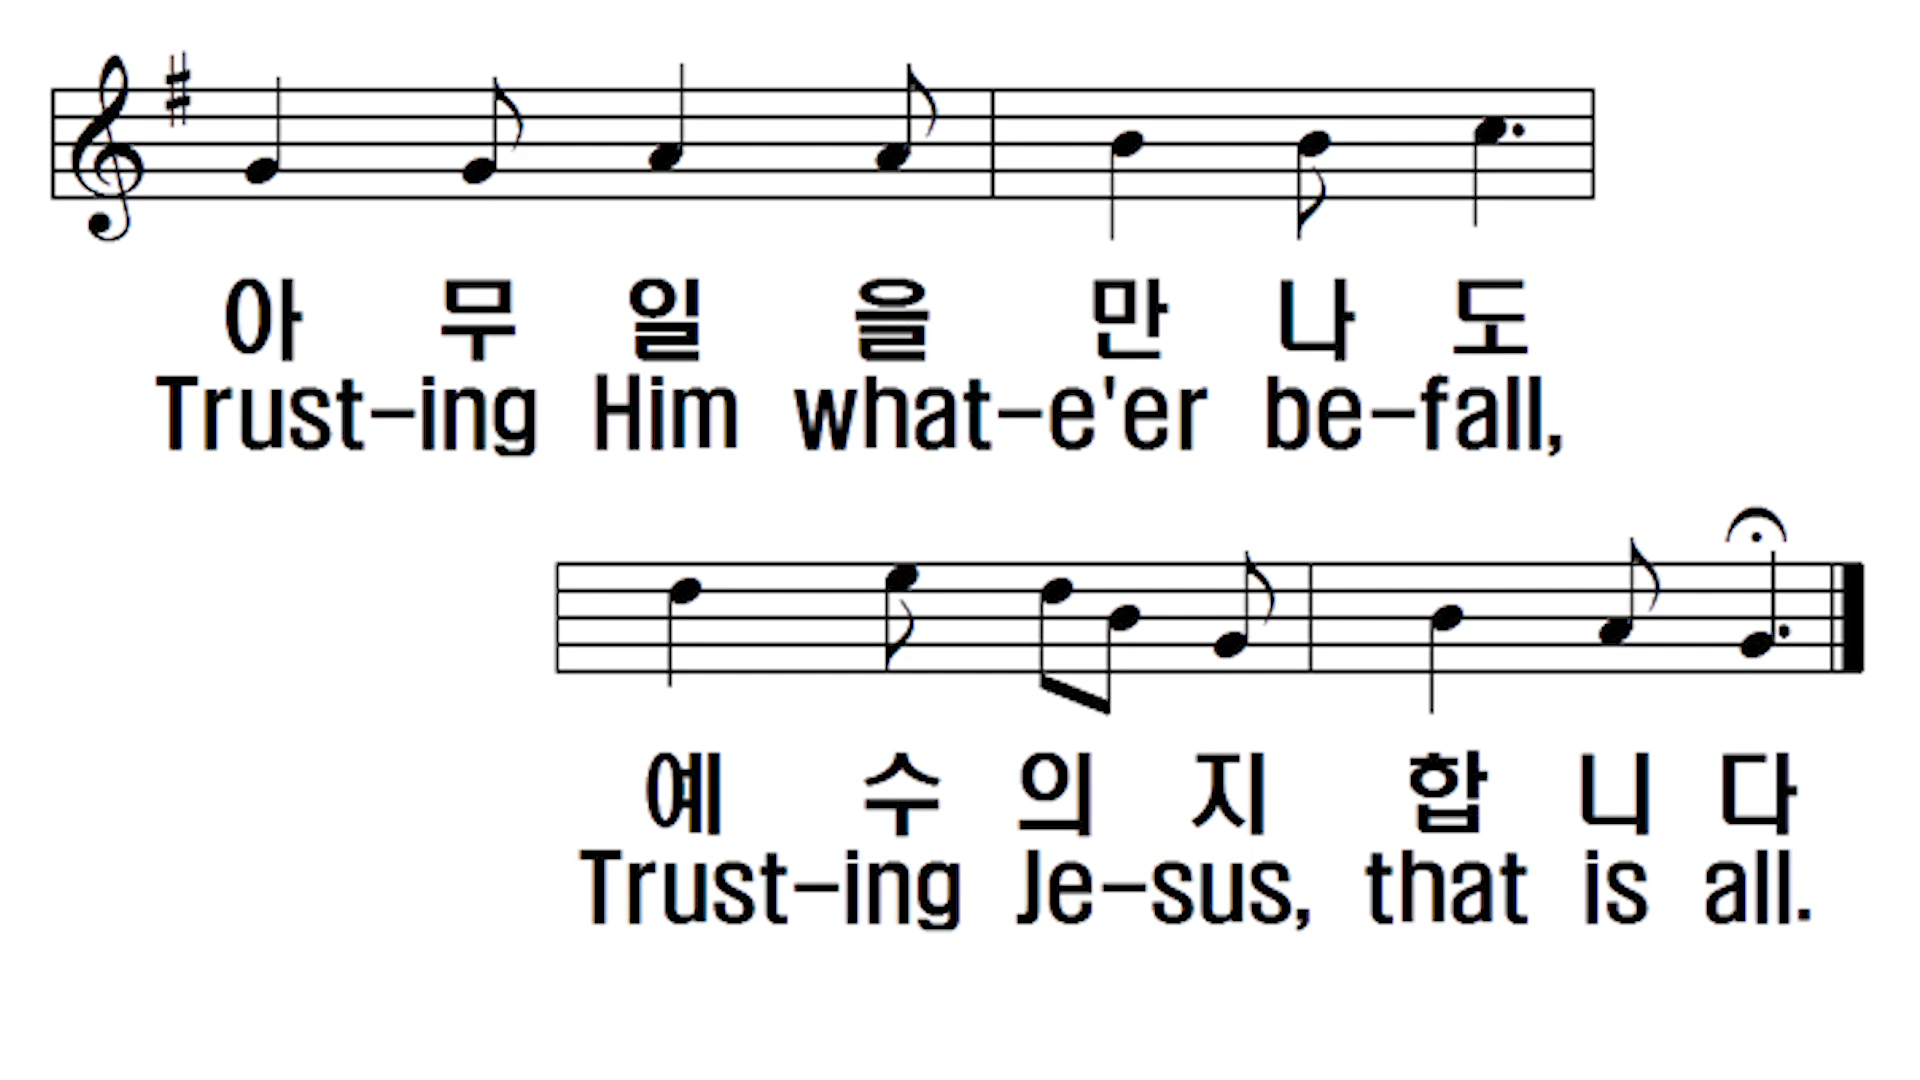 아 무 일 을 만 나 도
Trust-ing Him what-e'er be-fall,
예 수 의 지 합 니 다
Trust-ing Je-sus, that is all.